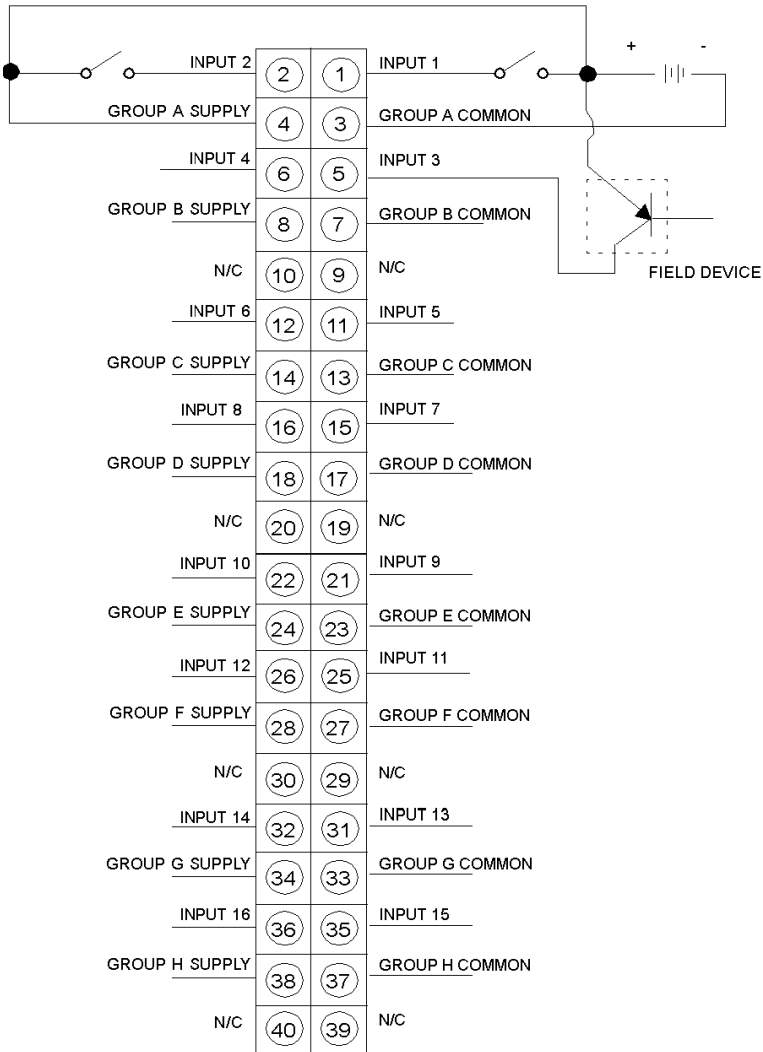 + -
INPUT 2 2 1 INPUT 1
GROUP A SUPPLY 4 3 GROUP A COMMON
INPUT 4 6 5 INPUT 3
GROUP B SUPPLY 8 7 GROUP B COMMON
N/C 10 9 N/C
FIELD DEVICE
INPUT 6 12 11 INPUT 5
GROUP C SUPPLY 14 13 GROUP C COMMON
INPUT 8 16 15 INPUT 7
GROUP D SUPPLY 18 17 GROUP D COMMON
N/C 20 19 N/C
INPUT 10 22 21 INPUT 9
GROUP E SUPPLY 24 23 GROUP E COMMON
INPUT 12 26 25 INPUT 11
GROUP F SUPPLY 28 27 GROUP F COMMON
N/C 30 29 N/C
INPUT 14 32 31 INPUT 13
GROUP G SUPPLY 34 33 GROUP G COMMON
INPUT 16 36 35 INPUT 15
GROUP H SUPPLY 38 37 GROUP H COMMON
N/C 40 39 N/C